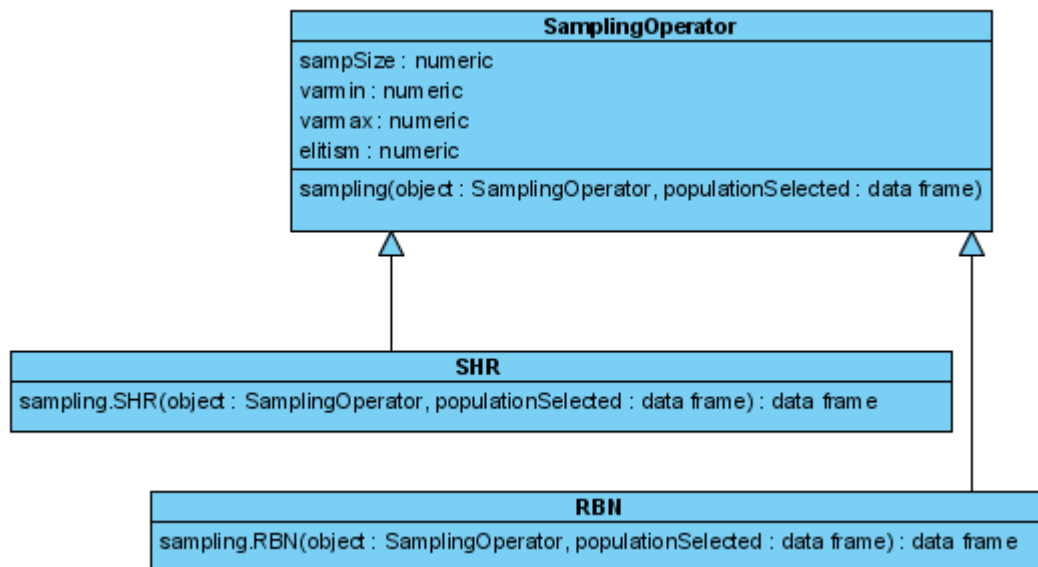 SamplingOperator
sampSize : numeric
varmin : numeric
varmax : numeric
elitism : numeric
sampling(object : SamplingOperator, populationSelected : data frame)
SHR
sampling.SHR(object : SamplingOperator, populationSelected : data frame) : data frame
RBN
sampling.RBN(object : SamplingOperator, populationSelected : data frame) : data frame